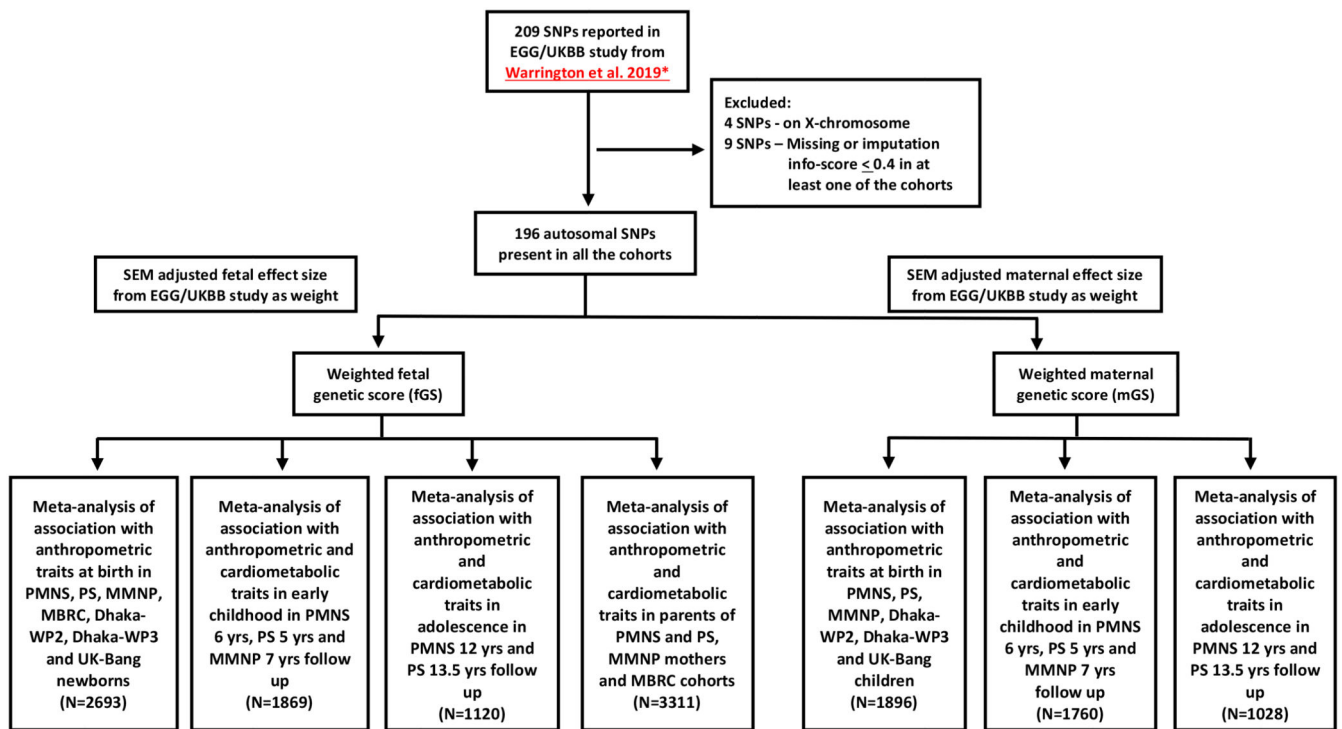 209 SNPs reported in
EGG/UKBB study from
Warrington et al. 2019*
Excluded:
4 SNPs - on X-chromosome
9 SNPs – Missing or imputation
info-score ≤ 0.4 in at
least one of the cohorts
196 autosomal SNPs
present in all the cohorts
SEM adjusted fetal effect size
from EGG/UKBB study as weight
SEM adjusted maternal effect size
from EGG/UKBB study as weight
Weighted fetal
genetic score (fGS)
Weighted maternal
genetic score (mGS)
Meta-analysis of
association with
anthropometric
traits at birth in
PMNS, PS, MMNP,
MBRC, Dhaka-
WP2, Dhaka-WP3
and UK-Bang
newborns
(N=2693)
Meta-analysis of
association with
anthropometric and
cardiometabolic
traits in early
childhood in PMNS
6 yrs, PS 5 yrs and
MMNP 7 yrs follow
up
(N=1869)
Meta-analysis of
association with
anthropometric
and
cardiometabolic
traits in
adolescence in
PMNS 12 yrs and
PS 13.5 yrs follow
up
(N=1120)
Meta-analysis of
association with
anthropometric
and
cardiometabolic
traits in parents of
PMNS and PS,
MMNP mothers
and MBRC cohorts
(N=3311)
Meta-analysis of
association with
anthropometric
traits at birth in
PMNS, PS,
MMNP, Dhaka-
WP2, Dhaka-WP3
and UK-Bang
children
(N=1896)
Meta-analysis of
association with
anthropometric
and
cardiometabolic
traits in early
childhood in PMNS
6 yrs, PS 5 yrs and
MMNP 7 yrs
follow up
(N=1760)
Meta-analysis of
association with
anthropometric
and
cardiometabolic
traits in
adolescence in
PMNS 12 yrs and
PS 13.5 yrs follow
up
(N=1028)